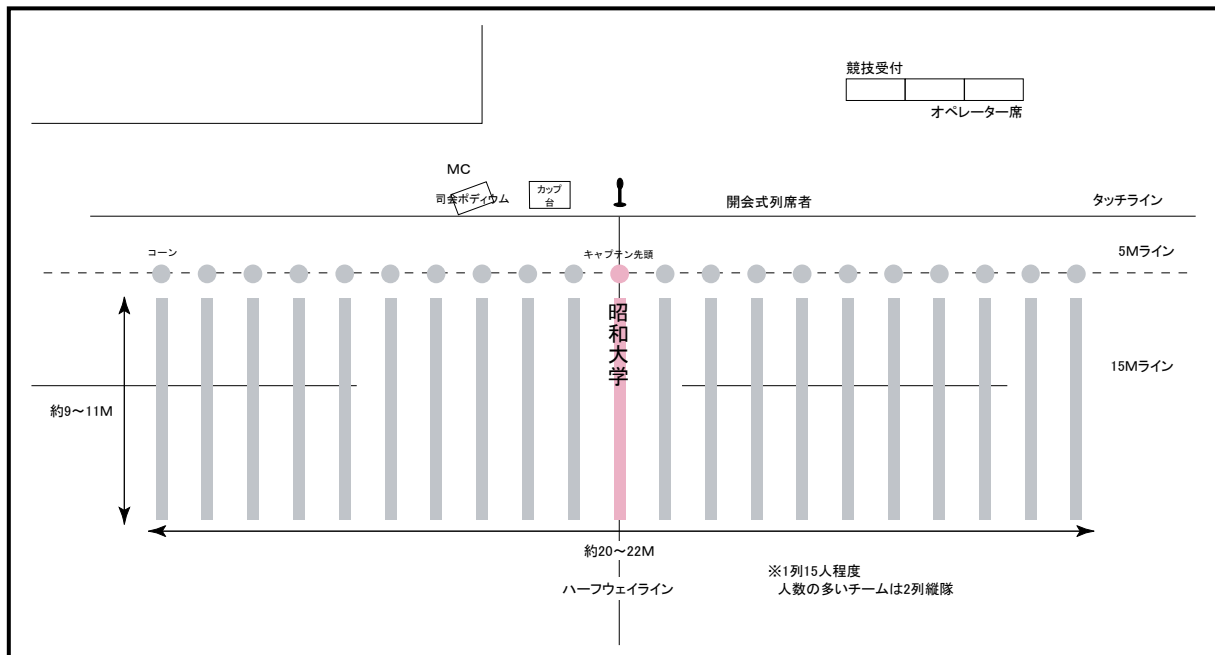 競技受付
オペレーター席
MC
司会ポディウム
カップ
台
開会式列席者
タッチライン
コーン
キャプテン先頭
5Mライン
昭和大学
15Mライン
約9～11M
約20～22M
ハーフウェイライン
※1列15人程度
人数の多いチームは2列縦隊